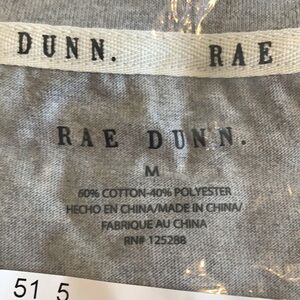 DUNN. RAE
RAE DUNN.
M
60% COTTON-40% POLYESTER
HECHO EN CHINA/MADE IN CHINA/
FABRIQUE AU CHINA
RN# 125288
51 5